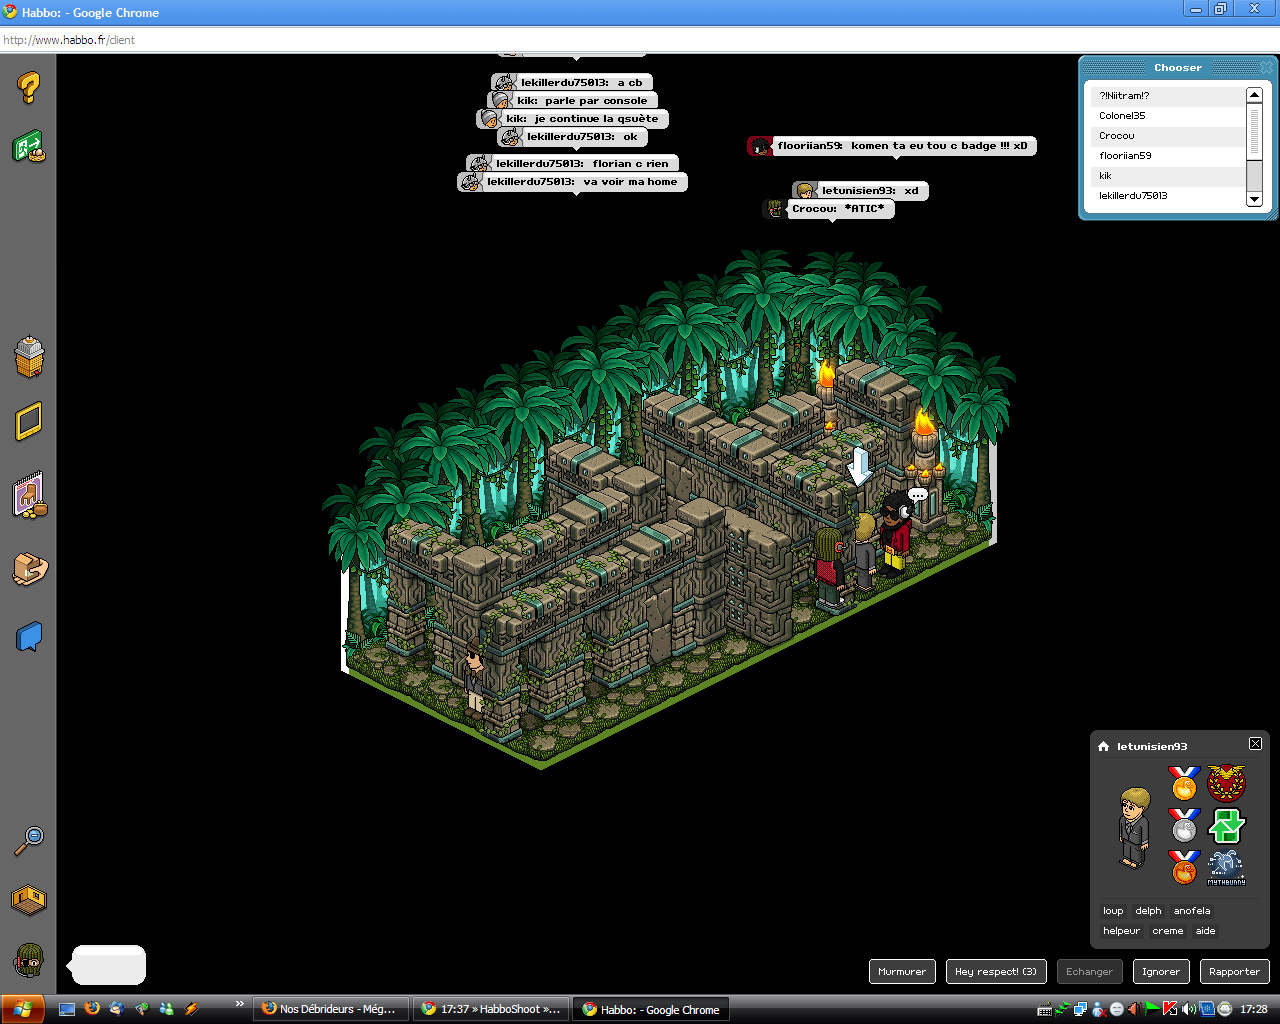 Habbo: - Google Chrome
http://www.habbo.fr/client
lekillerdu75013: a cb
kik: parle par console
kik: je continue la qsuète
lekillerdu75013: ok
lekillerdu75013: florian c rien
lekillerdu75013: va voir ma home
flooriian59: komen ta eu tou c badge !!! xD
letunisien93: xd
Crocou: *ATIC*
Chooser
?!Niitram!?
Colonel35
Crocou
flooriian59
kik
lekillerdu75013
letunisien93
MYTHBUNNY
loup delph anofela
helpeur creme aide
Murmurer Hey respect! (3) Echanger Ignorer Rapporter
Nos Débrideurs - Még... 17:37 » HabboShoot »... Habbo: - Google Chrome 17:28